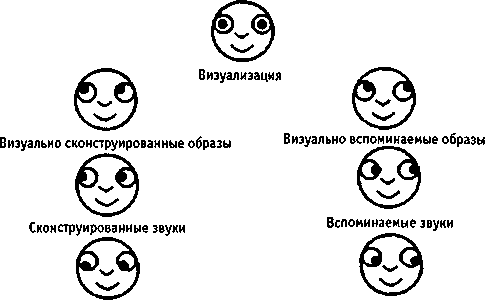 Визуализация
Визуально сконструированные образы
Визуально вспоминаемые образы
Сконструированные звуки
Вспоминаемые звуки